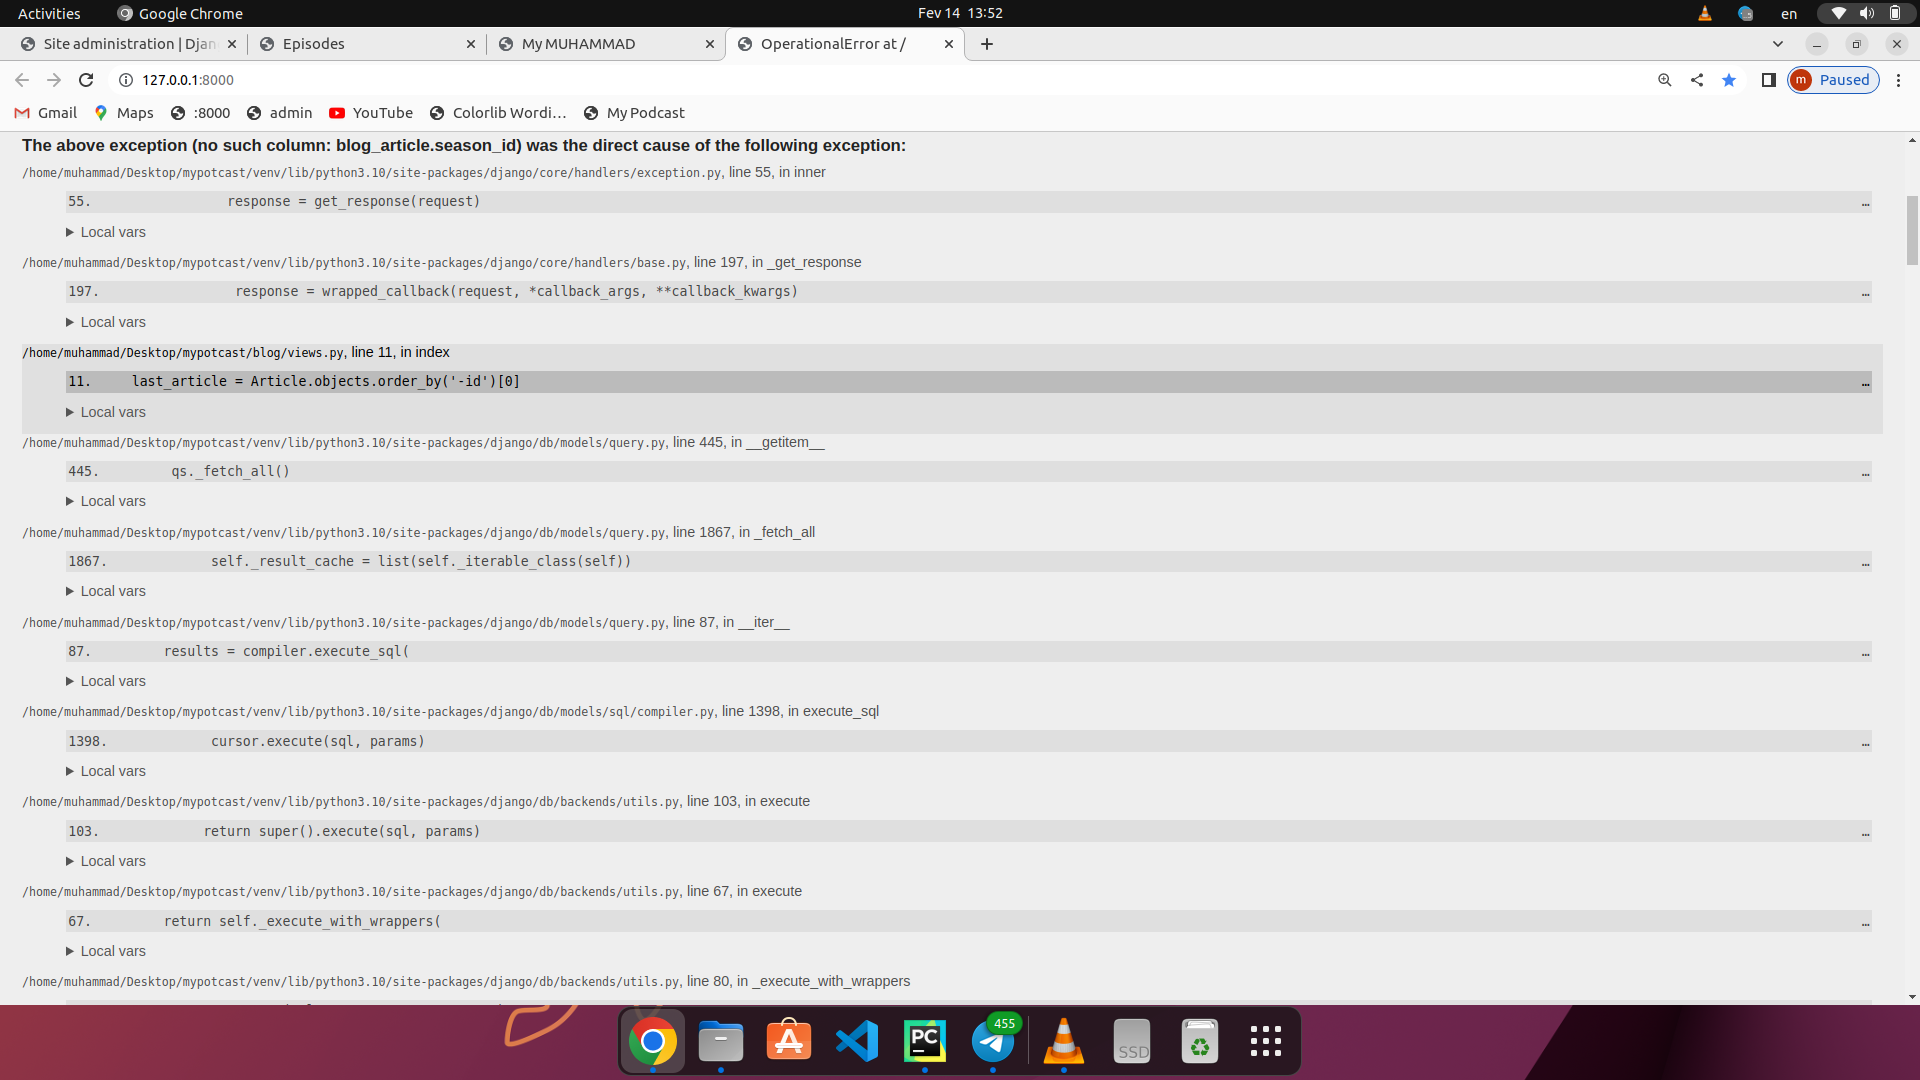 Activities
Google Chrome
Fev 14 13:52
en
Site administration | Djan
Episodes
My MUHAMMAD
OperationalError at /
127.0.0.1:8000
m
Paused
Gmail
Maps
:8000
admin
YouTube
Colorlib Wordi...
My Podcast
The above exception (no such column: blog_article.season_id) was the direct cause of the following exception:
/home/muhammad/Desktop/mypotcast/venv/lib/python3.10/site-packages/django/core/handlers/exception.py, line 55, in inner
55. response = get_response(request) …
▶ Local vars
/home/muhammad/Desktop/mypotcast/venv/lib/python3.10/site-packages/django/core/handlers/base.py, line 197, in _get_response
197. response = wrapped_callback(request, *callback_args, **callback_kwargs) …
▶ Local vars
/home/muhammad/Desktop/mypotcast/blog/views.py, line 11, in index
11. last_article = Article.objects.order_by('-id')[0] …
▶ Local vars
/home/muhammad/Desktop/mypotcast/venv/lib/python3.10/site-packages/django/db/models/query.py, line 445, in __getitem__
445. qs._fetch_all() …
▶ Local vars
/home/muhammad/Desktop/mypotcast/venv/lib/python3.10/site-packages/django/db/models/query.py, line 1867, in _fetch_all
1867. self._result_cache = list(self._iterable_class(self)) …
▶ Local vars
/home/muhammad/Desktop/mypotcast/venv/lib/python3.10/site-packages/django/db/models/query.py, line 87, in __iter__
87. results = compiler.execute_sql( …
▶ Local vars
/home/muhammad/Desktop/mypotcast/venv/lib/python3.10/site-packages/django/db/models/sql/compiler.py, line 1398, in execute_sql
1398. cursor.execute(sql, params) …
▶ Local vars
/home/muhammad/Desktop/mypotcast/venv/lib/python3.10/site-packages/django/db/backends/utils.py, line 103, in execute
103. return super().execute(sql, params) …
▶ Local vars
/home/muhammad/Desktop/mypotcast/venv/lib/python3.10/site-packages/django/db/backends/utils.py, line 67, in execute
67. return self._execute_with_wrappers( …
▶ Local vars
/home/muhammad/Desktop/mypotcast/venv/lib/python3.10/site-packages/django/db/backends/utils.py, line 80, in _execute_with_wrappers
PC
455
SSD